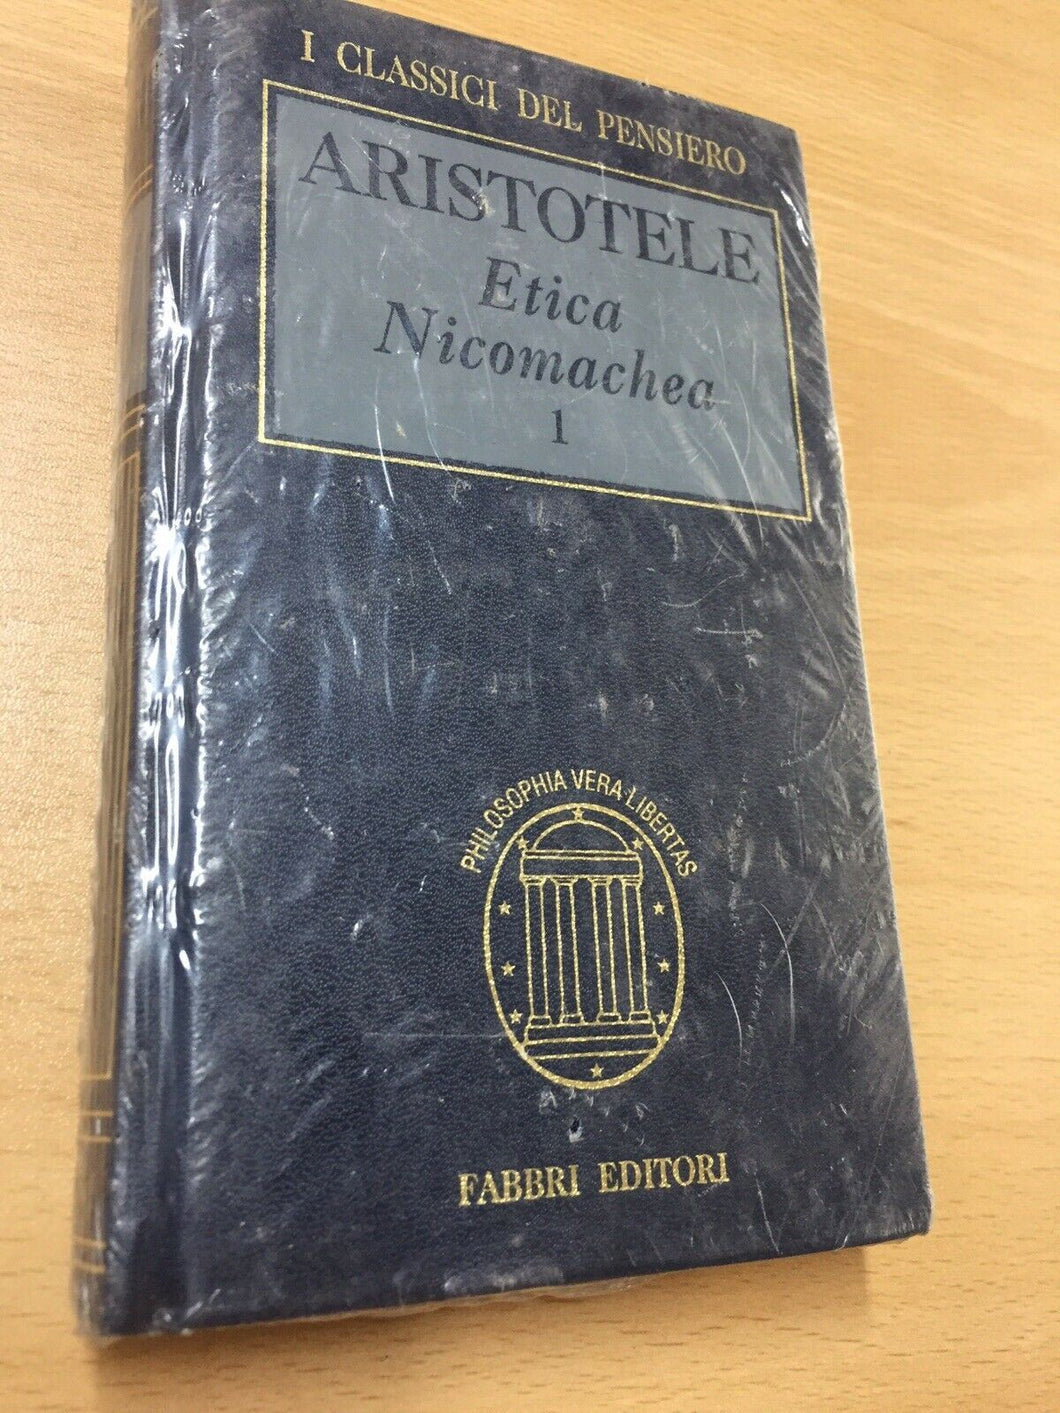 I CLASSICI DEL PENSIERO
ARISTOTELE
Etica
Nicomachea
1
PHILOSOPHIA VERA LIBERTAS
FABBRI EDITORI